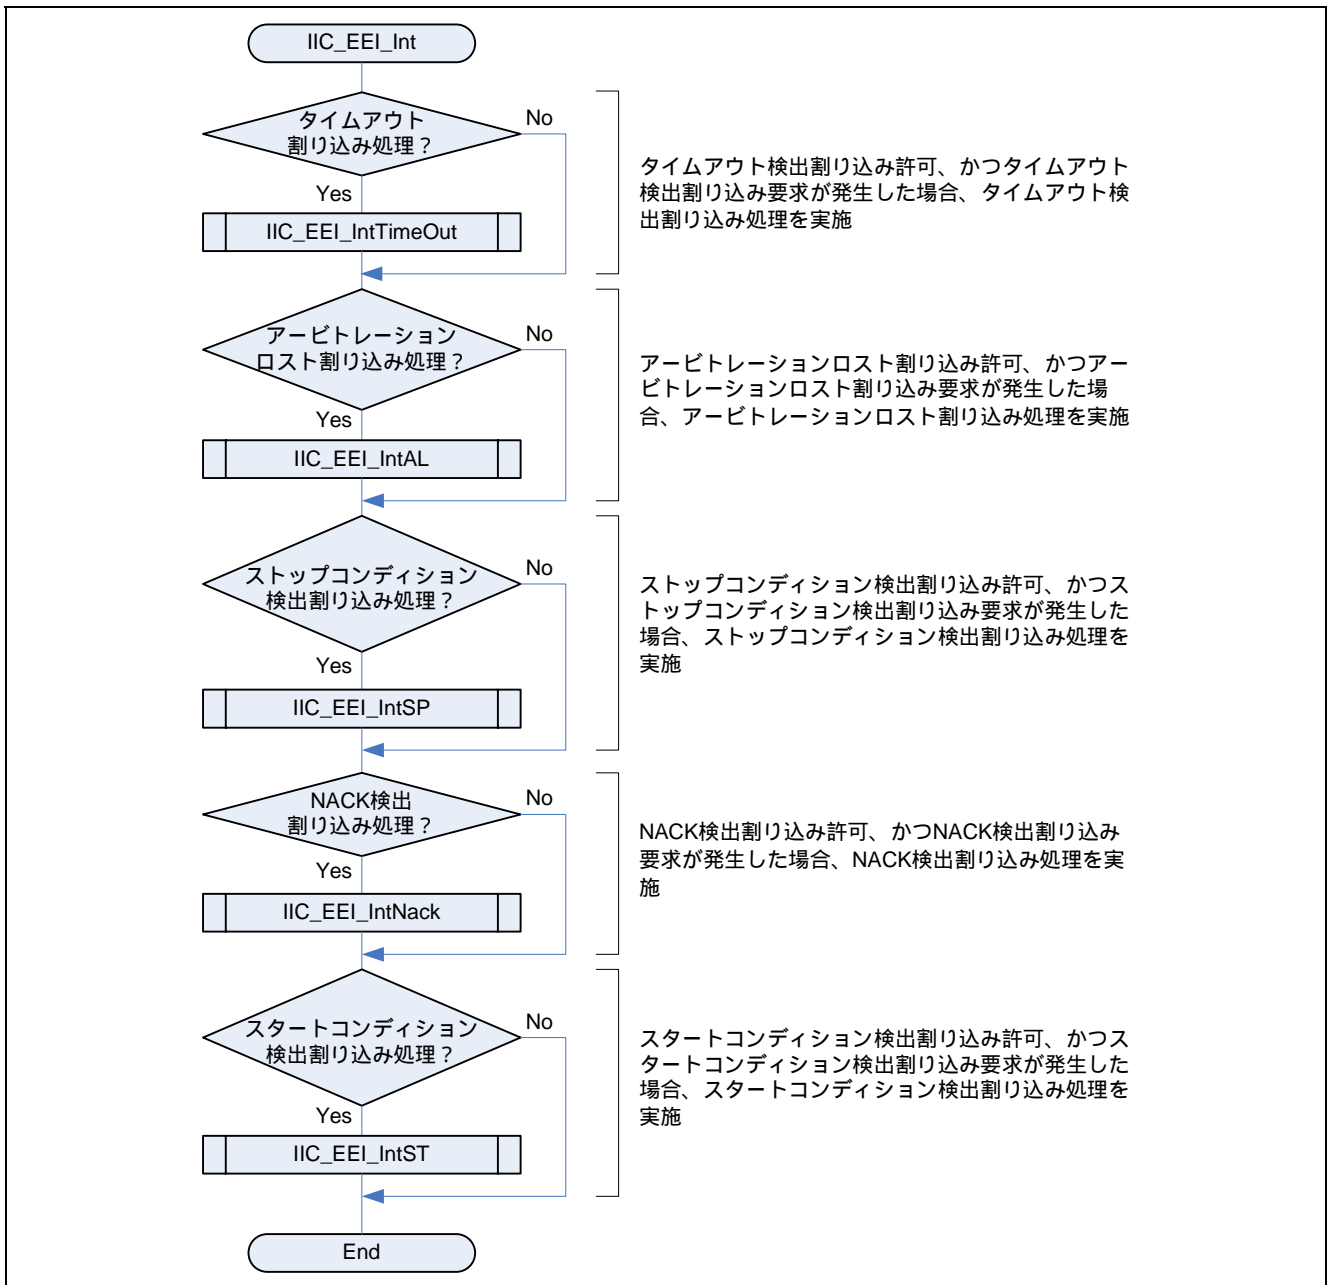 IIC_EEI_Int
タイムアウト
割り込み処理？
No
Yes
IIC_EEI_IntTimeOut
タイムアウト検出割り込み許可、かつタイムアウト
検出割り込み要求が発生した場合、タイムアウト検
出割り込み処理を実施
アービトレーション
ロスト割り込み処理？
No
Yes
IIC_EEI_IntAL
アービトレーションロスト割り込み許可、かつアー
ビトレーションロスト割り込み要求が発生した場
合、アービトレーションロスト割り込み処理を実施
ストップコンディション
検出割り込み処理？
No
Yes
IIC_EEI_IntSP
ストップコンディション検出割り込み許可、かつス
トップコンディション検出割り込み要求が発生した
場合、ストップコンディション検出割り込み処理を
実施
NACK検出
割り込み処理？
No
Yes
IIC_EEI_IntNack
NACK検出割り込み許可、かつNACK検出割り込み
要求が発生した場合、NACK検出割り込み処理を実
施
スタートコンディション
検出割り込み処理？
No
Yes
IIC_EEI_IntST
スタートコンディション検出割り込み許可、かつス
タートコンディション検出割り込み要求が発生した
場合、スタートコンディション検出割り込み処理を
実施
End